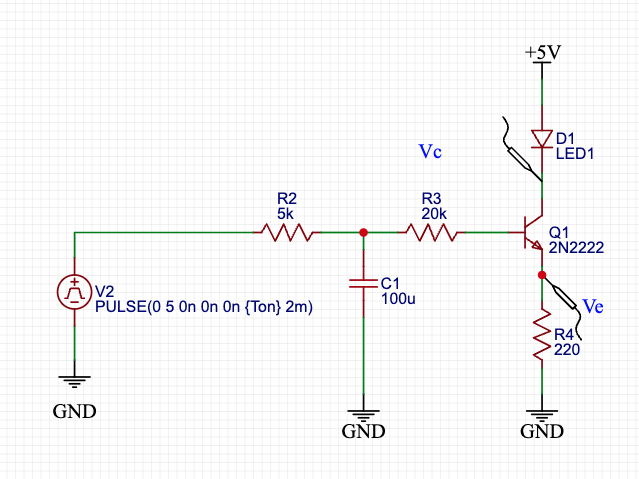 +5V
D1
LED1
Vc
R2
5k
R3
20k
Q1
2N2222
V2
PULSE(0 5 0n 0n 0n {Ton} 2m)
C1
100u
Ve
R4
220
GND
GND
GND